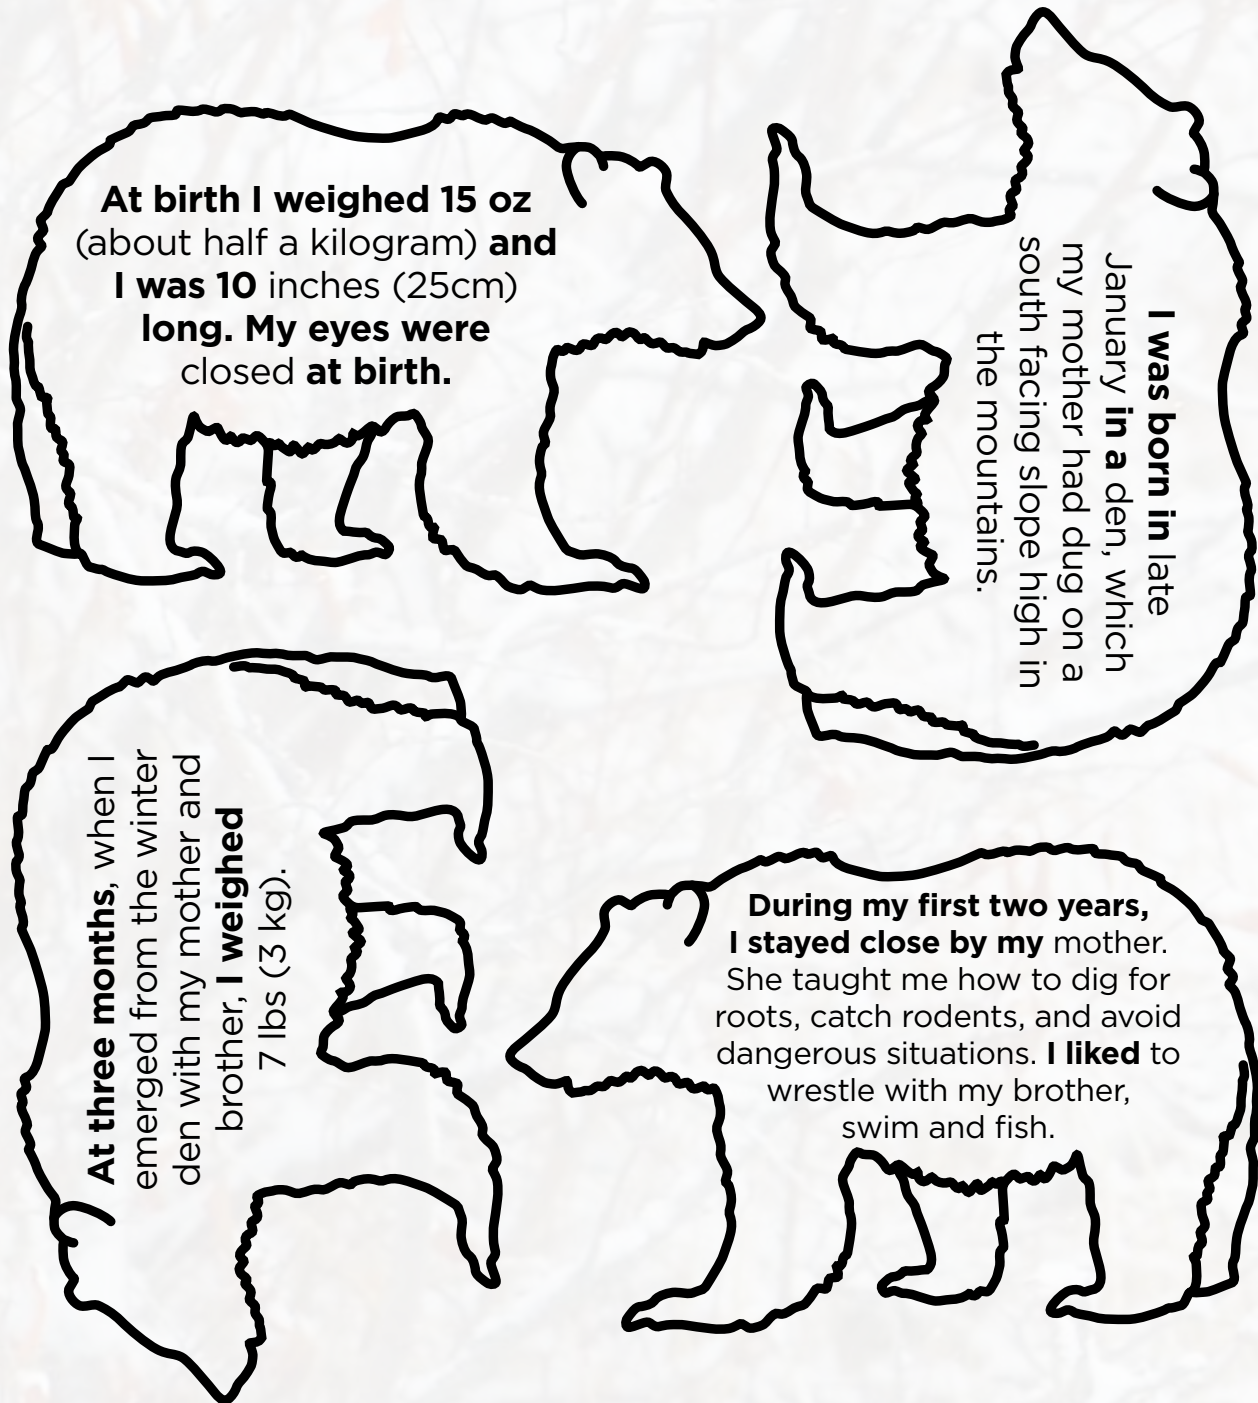 At birth I weighed 15 oz
(about half a kilogram) and
I was 10 inches (25cm)
long. My eyes were
closed at birth.
I was born in late
January in a den, which
my mother had dug on a
south facing slope high in
the mountains.
At three months, when I
emerged from the winter
den with my mother and
brother, I weighed
7 lbs (3 kg).
During my first two years,
I stayed close by my mother.
She taught me how to dig for
roots, catch rodents, and avoid
dangerous situations. I liked to
wrestle with my brother,
swim and fish.